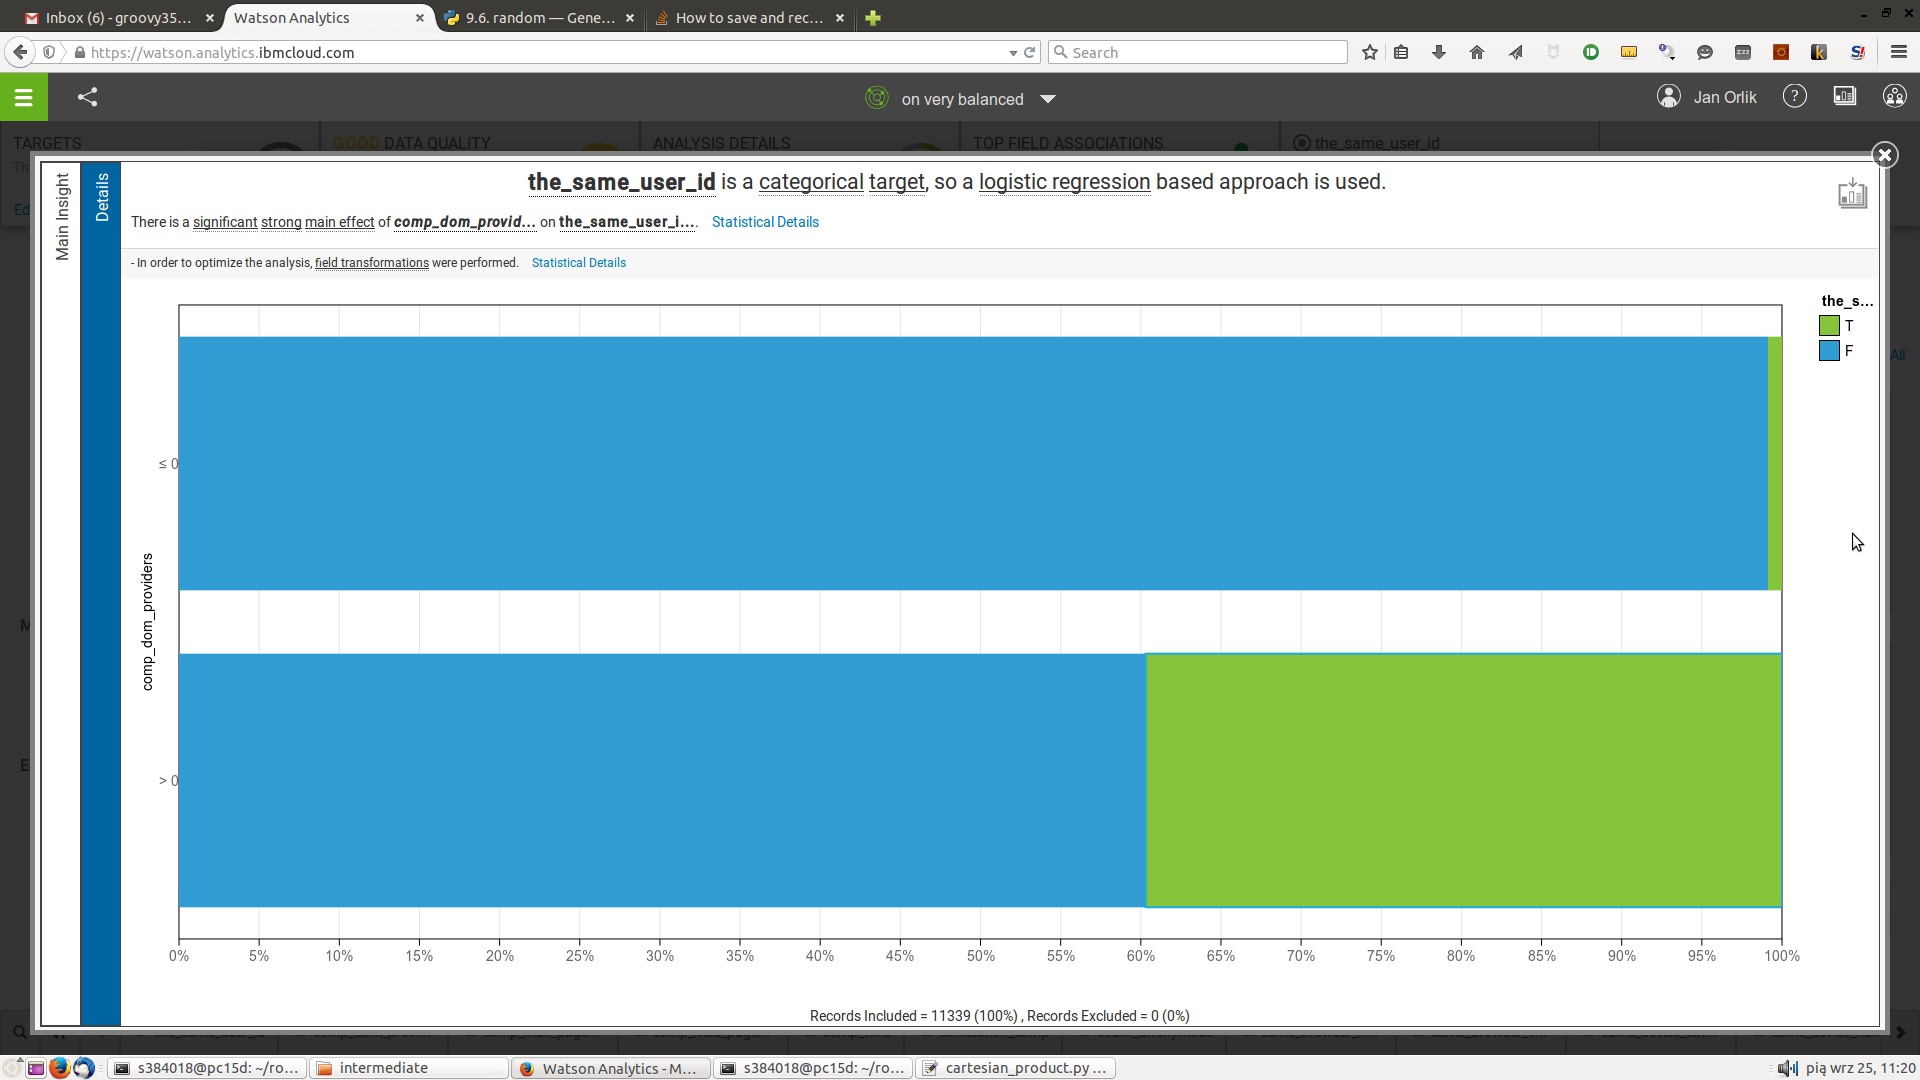 Inbox (6) - groovy35... Watson Analytics 9.6. random — Gene... How to save and rec...
https://watson.analytics.ibmcloud.com Search
on very balanced Jan Orlik
TARGETS GOOD DATA QUALITY ANALYSIS DETAILS TOP FIELD ASSOCIATIONS the_same_user_id
Main Insight
Details
the_same_user_id is a categorical target, so a logistic regression based approach is used.
There is a significant strong main effect of comp_dom_provid... on the_same_user_i.... Statistical Details
- In order to optimize the analysis, field transformations were performed. Statistical Details
the_s...
T
F
All
≤ 0
comp_dom_providers
> 0
0% 5% 10% 15% 20% 25% 30% 35% 40% 45% 50% 55% 60% 65% 70% 75% 80% 85% 90% 95% 100%
Records Included = 11339 (100%) , Records Excluded = 0 (0%)
s384018@pc15d: ~/ro... intermediate Watson Analytics - M... s384018@pc15d: ~/ro... cartesian_product.py ... pią wrz 25, 11:20